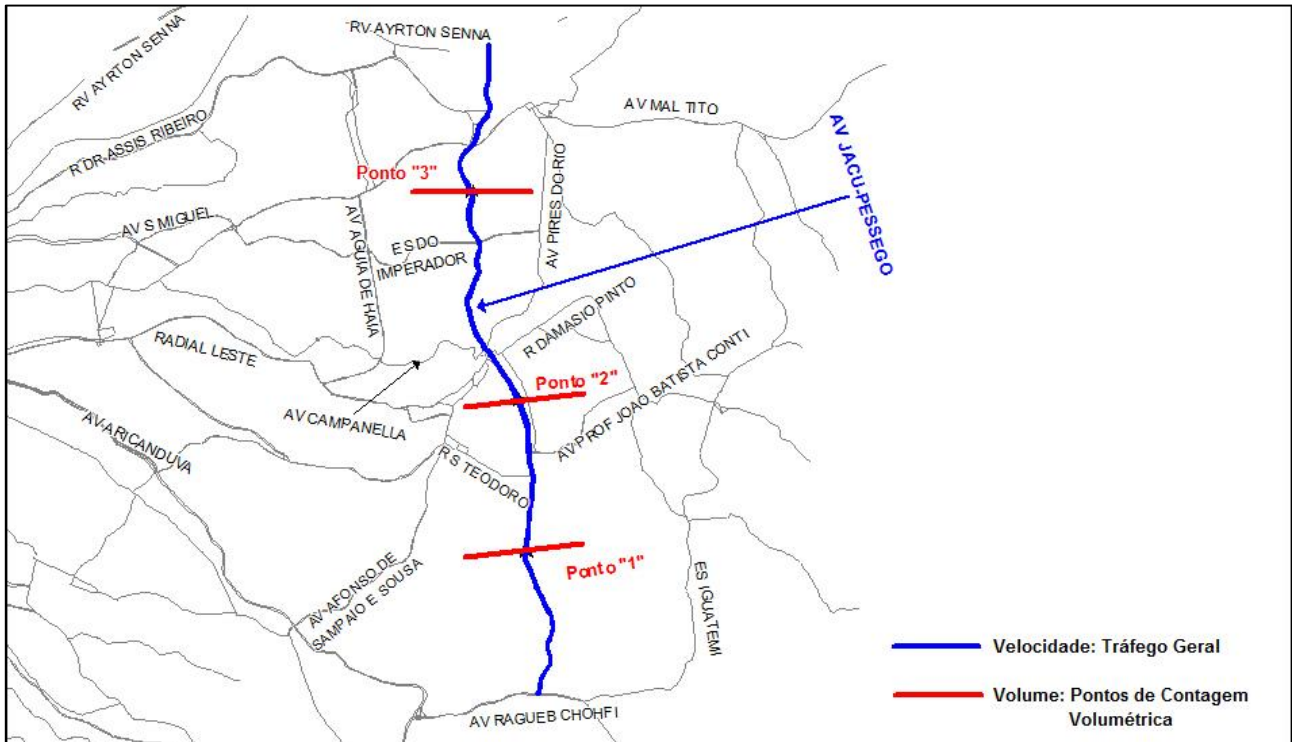 RV AYRTON SENNA
RV AYRTON SENNA
AV MAL TITO
R DR ASSIS RIBEIRO
AV JACU-PESSEGO
Ponto "3"
AV PIRES DO RIO
AV S MIGUEL
AV AGUIA DE HAIA
ES DO
IMPERADOR
R DAMASIO PINTO
RADIAL LESTE
AV PROF JOAO BATISTA CONTI
Ponto "2"
AV CAMPANELLA
AV ARICANDUVA
R S TEODORO
Ponto "1"
AV AFONSO DE
SAMPAIO E SOUSA
ES IGUATEMI
AV RAGUEB CHOHFI
Velocidade: Tráfego Geral
Volume: Pontos de Contagem
Volumétrica